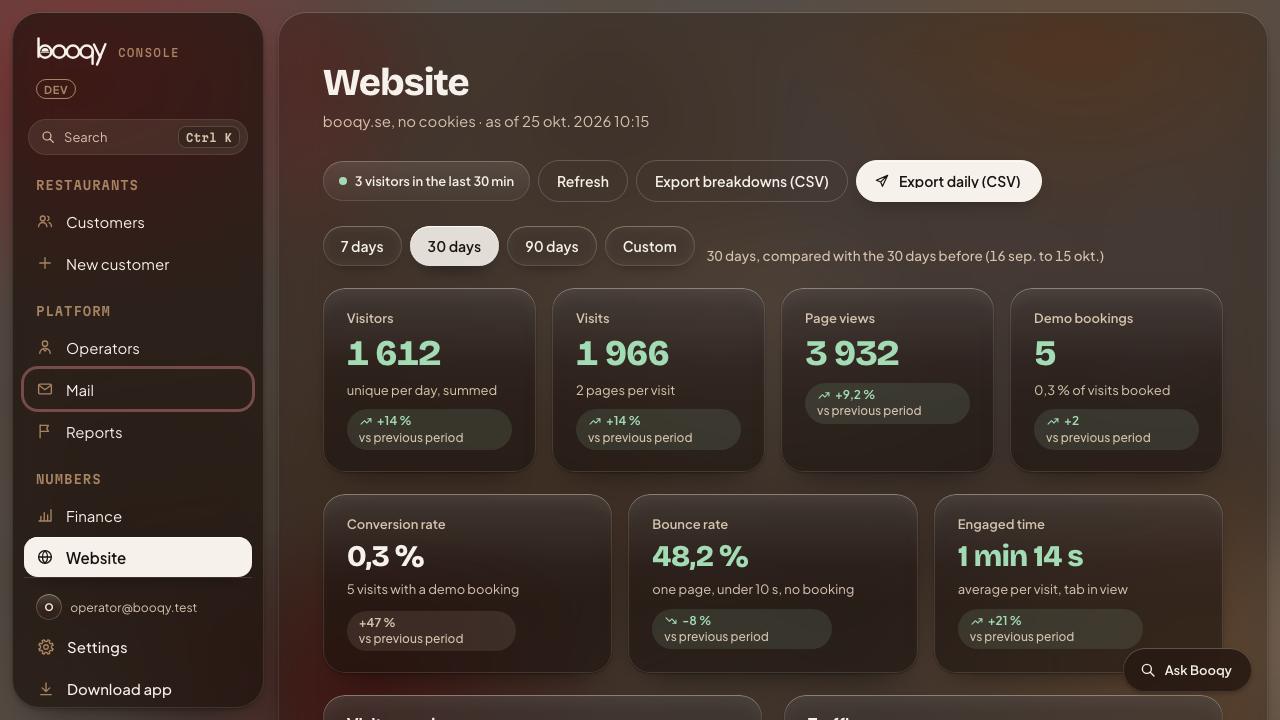 booqy CONSOLE
DEV
Search Ctrl K
RESTAURANTS
Customers
New customer
PLATFORM
Operators
Mail
Reports
NUMBERS
Finance
Website
O operator@booqy.test
Settings
Download app
Website
booqy.se, no cookies · as of 25 okt. 2026 10:15
3 visitors in the last 30 min
Refresh
Export breakdowns (CSV)
Export daily (CSV)
7 days
30 days
90 days
Custom
30 days, compared with the 30 days before (16 sep. to 15 okt.)
Visitors
1 612
unique per day, summed
+14 %
vs previous period
Visits
1 966
2 pages per visit
+14 %
vs previous period
Page views
3 932
+9,2 %
vs previous period
Demo bookings
5
0,3 % of visits booked
+2
vs previous period
Conversion rate
0,3 %
5 visits with a demo booking
+47 %
vs previous period
Bounce rate
48,2 %
one page, under 10 s, no booking
-8 %
vs previous period
Engaged time
1 min 14 s
average per visit, tab in view
+21 %
vs previous period
Ask Booqy